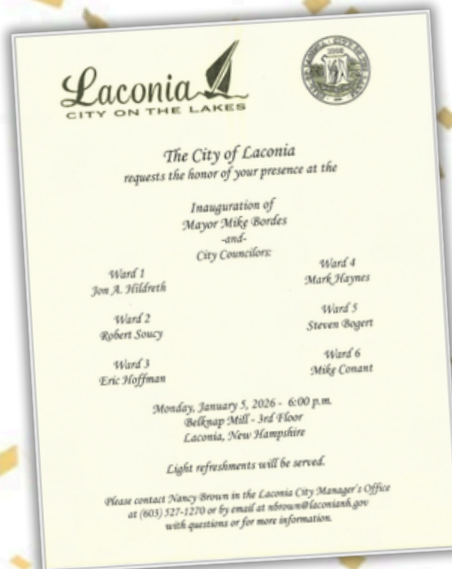 Laconia
CITY ON THE LAKES
The City of Laconia
requests the honor of your presence at the
Inauguration of
Mayor Mike Bordes
-and-
City Councilors:
Ward 1
Jon A. Hildreth
Ward 2
Robert Soucy
Ward 3
Eric Hoffman
Ward 4
Mark Haynes
Ward 5
Steven Bogert
Ward 6
Mike Conant
Monday, January 5, 2026 - 6:00 p.m.
Belknap Mill - 3rd Floor
Laconia, New Hampshire
Light refreshments will be served.
Please contact Nancy Brown in the Laconia City Manager's Office
at (603) 527-1270 or by email at nbrown@laconianh.gov
with questions or for more information.